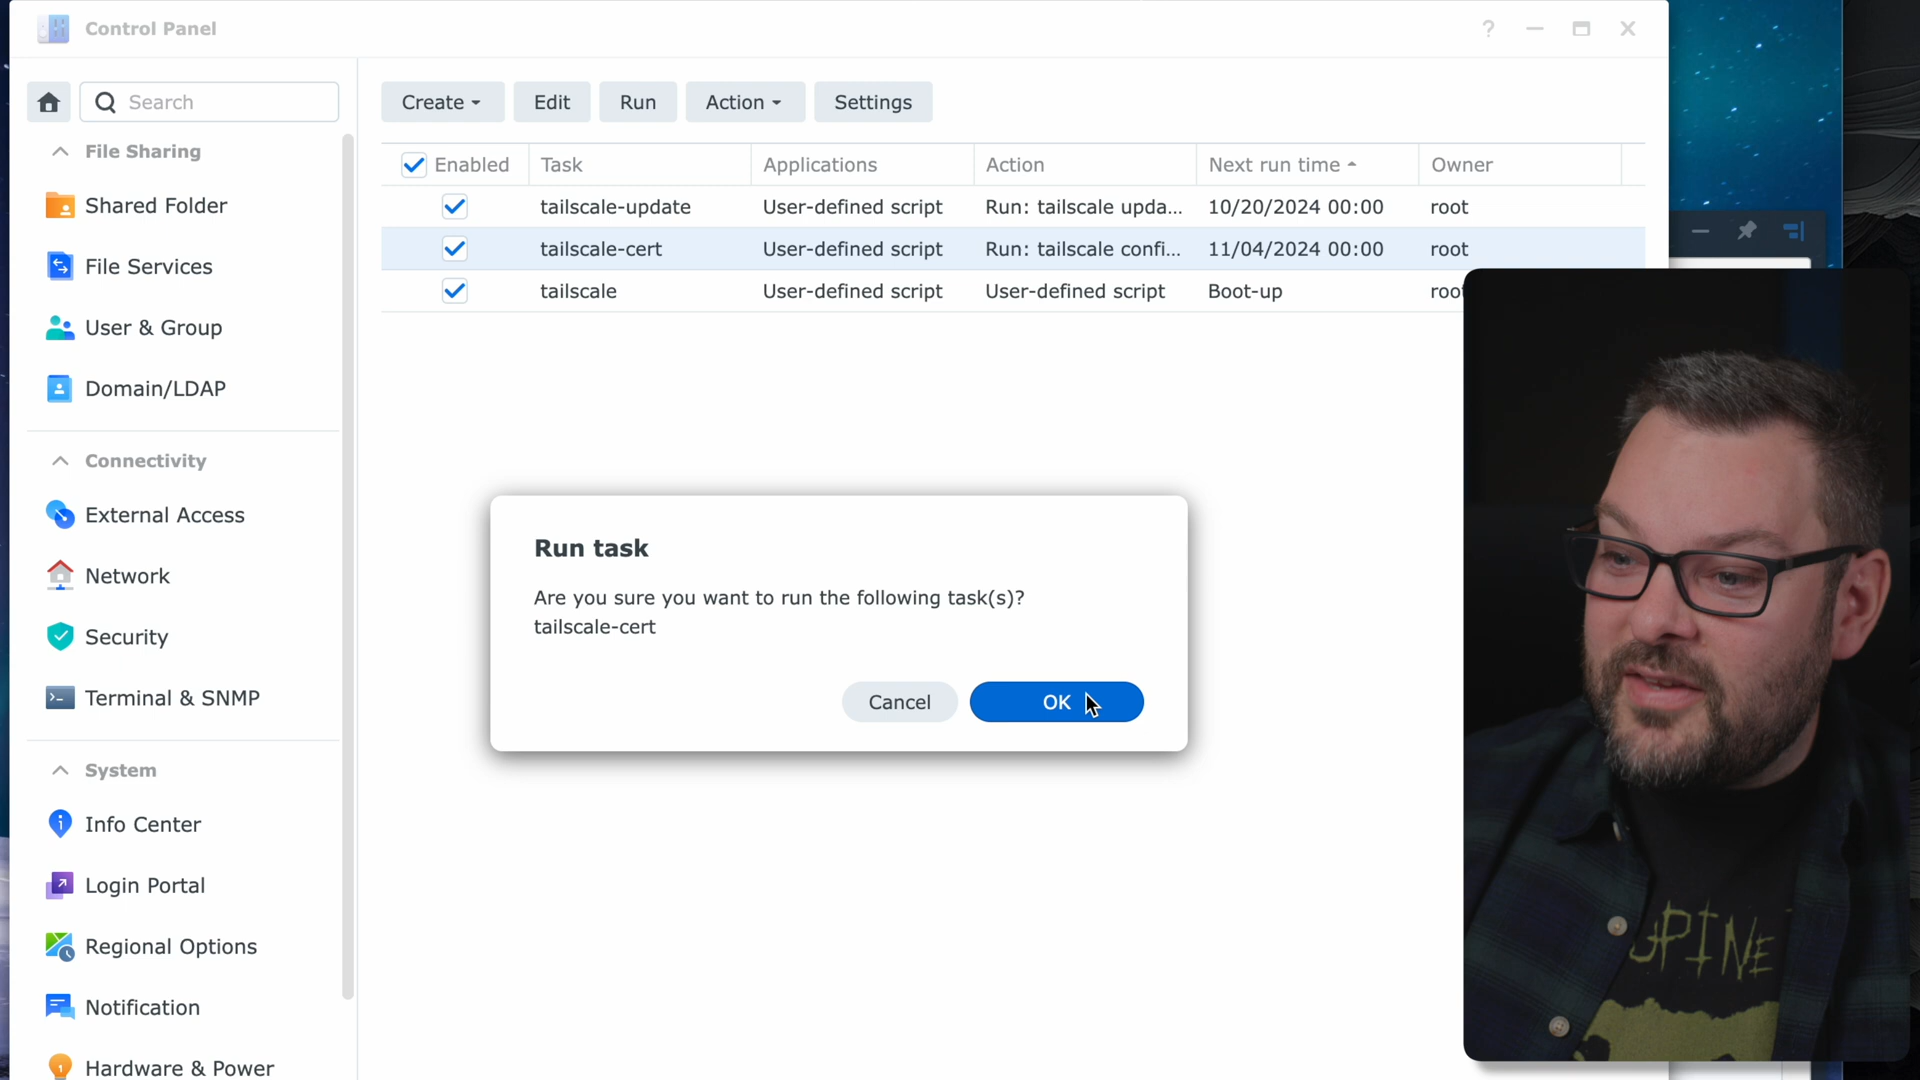 Control Panel
?
Search
Create
Edit
Run
Action
Settings
File Sharing
Shared Folder
File Services
User & Group
Domain/LDAP
Connectivity
External Access
Network
Security
Terminal & SNMP
System
Info Center
Login Portal
Regional Options
Notification
Hardware & Power
Enabled Task Applications Action Next run time Owner
tailscale-update User-defined script Run: tailscale upda... 10/20/2024 00:00 root
tailscale-cert User-defined script Run: tailscale confi... 11/04/2024 00:00 root
tailscale User-defined script User-defined script Boot-up
Run task
Are you sure you want to run the following task(s)?
tailscale-cert
Cancel
OK